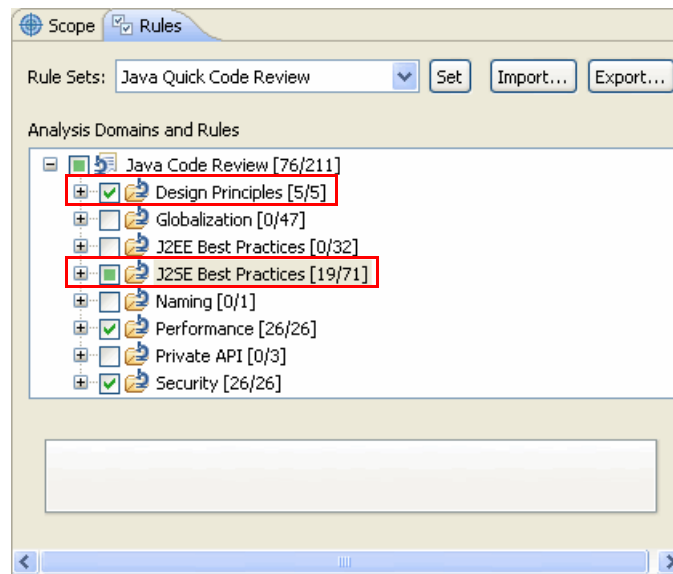 Scope Rules
Rule Sets: Java Quick Code Review Set Import... Export...
Analysis Domains and Rules
Java Code Review [76/211]
Design Principles [5/5]
Globalization [0/47]
J2EE Best Practices [0/32]
J2SE Best Practices [19/71]
Naming [0/1]
Performance [26/26]
Private API [0/3]
Security [26/26]